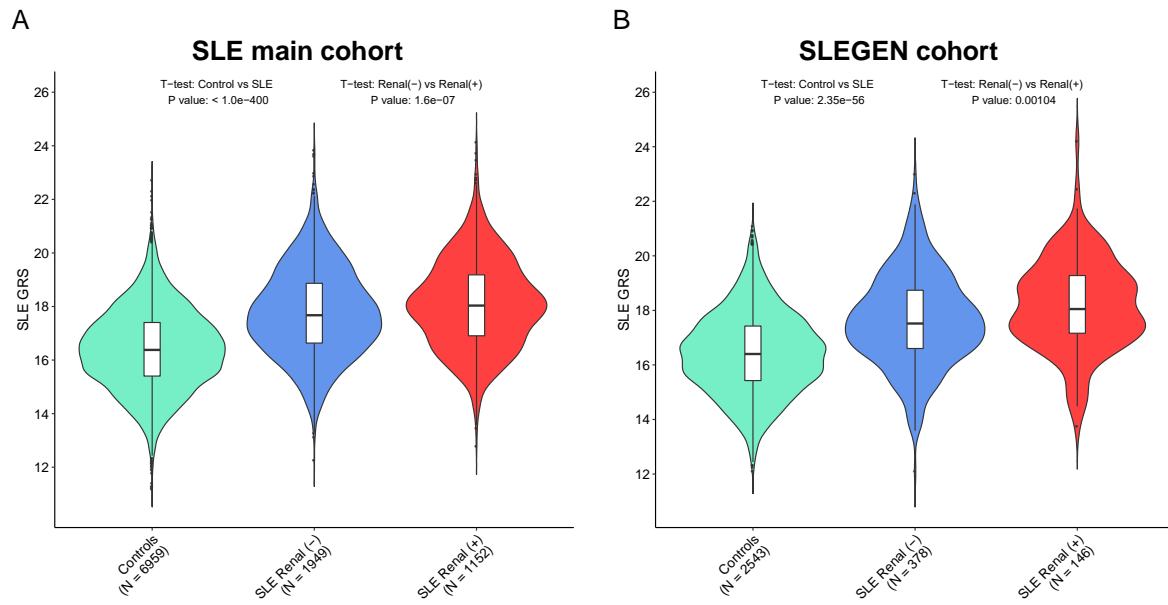 A
SLE main cohort
T−test: Control vs SLE
P value: < 1.0e−400
T−test: Renal(−) vs Renal(+)
P value: 1.6e−07
SLE GRS
26
24
22
20
18
16
14
12
Controls
(N = 6959)
SLE Renal (−)
(N = 1949)
SLE Renal (+)
(N = 1152)
B
SLEGEN cohort
T−test: Control vs SLE
P value: 2.35e−56
T−test: Renal(−) vs Renal(+)
P value: 0.00104
SLE GRS
26
24
22
20
18
16
14
12
Controls
(N = 2543)
SLE Renal (−)
(N = 378)
SLE Renal (+)
(N = 146)